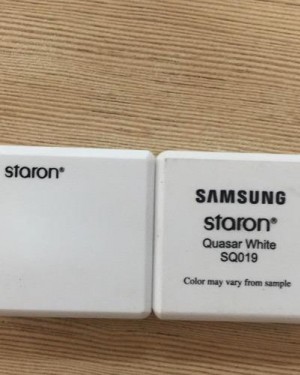 staron®
SAMSUNG
staron®
Quasar White
SQ019
Color may vary from sample